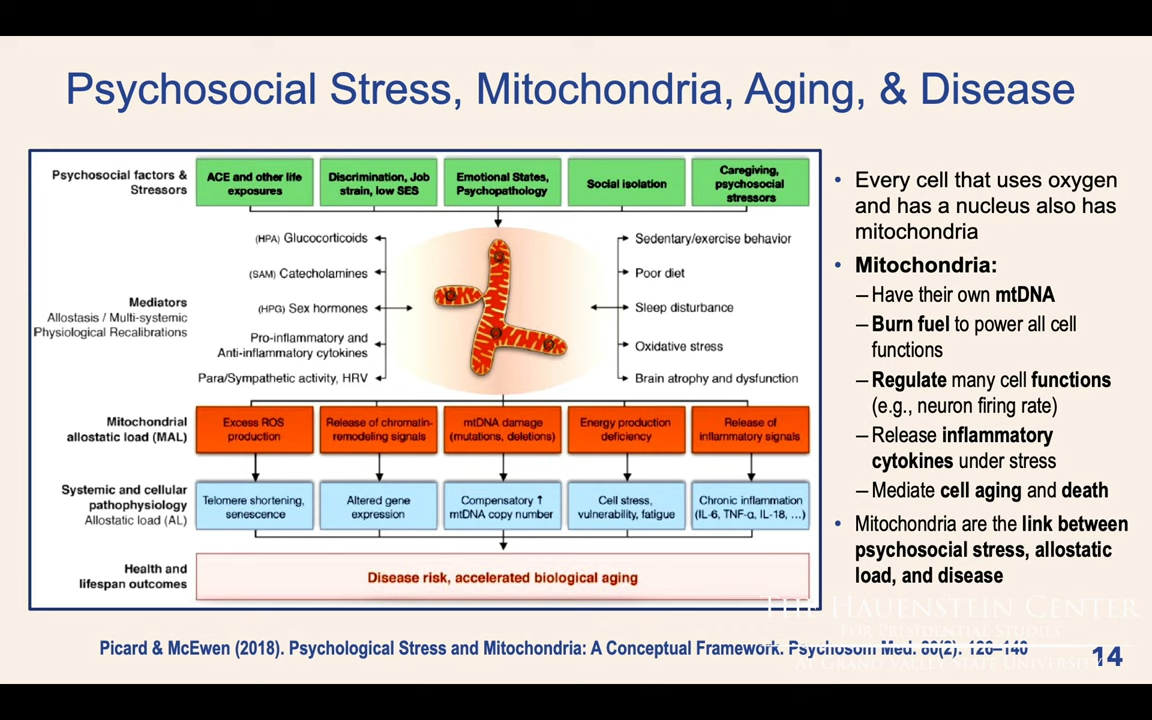 Psychosocial Stress, Mitochondria, Aging, & Disease
Psychosocial factors &
Stressors
ACE and other life
exposures
Discrimination, Job
strain, low SES
Emotional States,
Psychopathology
Social isolation
Caregiving,
psychosocial
stressors
Mediators
Allostasis / Multi-systemic
Physiological Recalibrations
(HPA) Glucocorticoids
(SAM) Catecholamines
(HPG) Sex hormones
Pro-inflammatory and
Anti-inflammatory cytokines
Para/Sympathetic activity, HRV
Sedentary/exercise behavior
Poor diet
Sleep disturbance
Oxidative stress
Brain atrophy and dysfunction
Mitochondrial
allostatic load (MAL)
Excess ROS
production
Release of chromatin-
remodeling signals
mtDNA damage
(mutations, deletions)
Energy production
deficiency
Release of
inflammatory signals
Systemic and cellular
pathophysiology
Allostatic load (AL)
Telomere shortening,
senescence
Altered gene
expression
Compensatory ↑
mtDNA copy number
Cell stress,
vulnerability, fatigue
Chronic inflammation
(IL-6, TNF-α, IL-18, ...)
Health and
lifespan outcomes
Disease risk, accelerated biological aging
• Every cell that uses oxygen
and has a nucleus also has
mitochondria
• Mitochondria:
– Have their own mtDNA
– Burn fuel to power all cell
functions
– Regulate many cell functions
(e.g., neuron firing rate)
– Release inflammatory
cytokines under stress
– Mediate cell aging and death
• Mitochondria are the link between
psychosocial stress, allostatic
load, and disease
THE HAUENSTEIN CENTER
FOR PRESIDENTIAL STUDIES
AT GRAND VALLEY STATE UNIVERSITY
Picard & McEwen (2018). Psychological Stress and Mitochondria: A Conceptual Framework. Psychosom Med. 80(2): 126–140
14